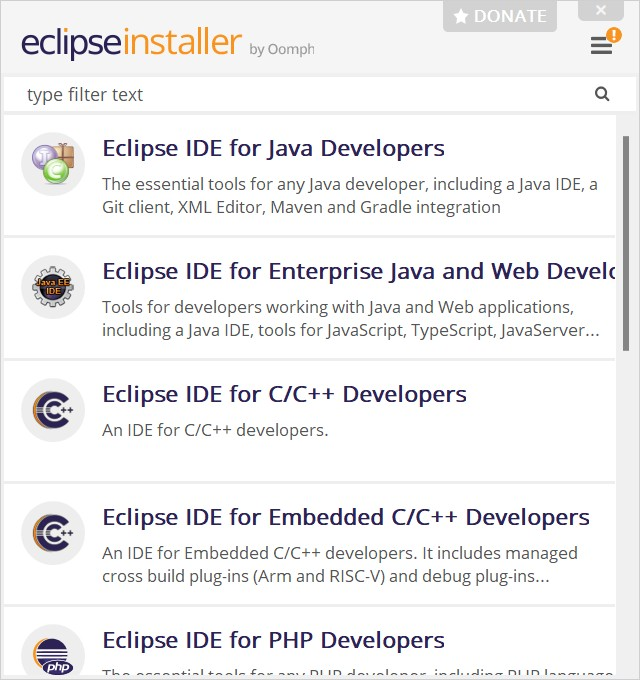 DONATE
eclipseinstaller by Oomph
type filter text
Eclipse IDE for Java Developers
The essential tools for any Java developer, including a Java IDE, a
Git client, XML Editor, Maven and Gradle integration
Java EE
IDE
Eclipse IDE for Enterprise Java and Web Develo
Tools for developers working with Java and Web applications,
including a Java IDE, tools for JavaScript, TypeScript, JavaServer...
C++
Eclipse IDE for C/C++ Developers
An IDE for C/C++ developers.
C++
Eclipse IDE for Embedded C/C++ Developers
An IDE for Embedded C/C++ developers. It includes managed
cross build plug-ins (Arm and RISC-V) and debug plug-ins...
php
Eclipse IDE for PHP Developers
The essential tools for any PHP developer, including PHP language